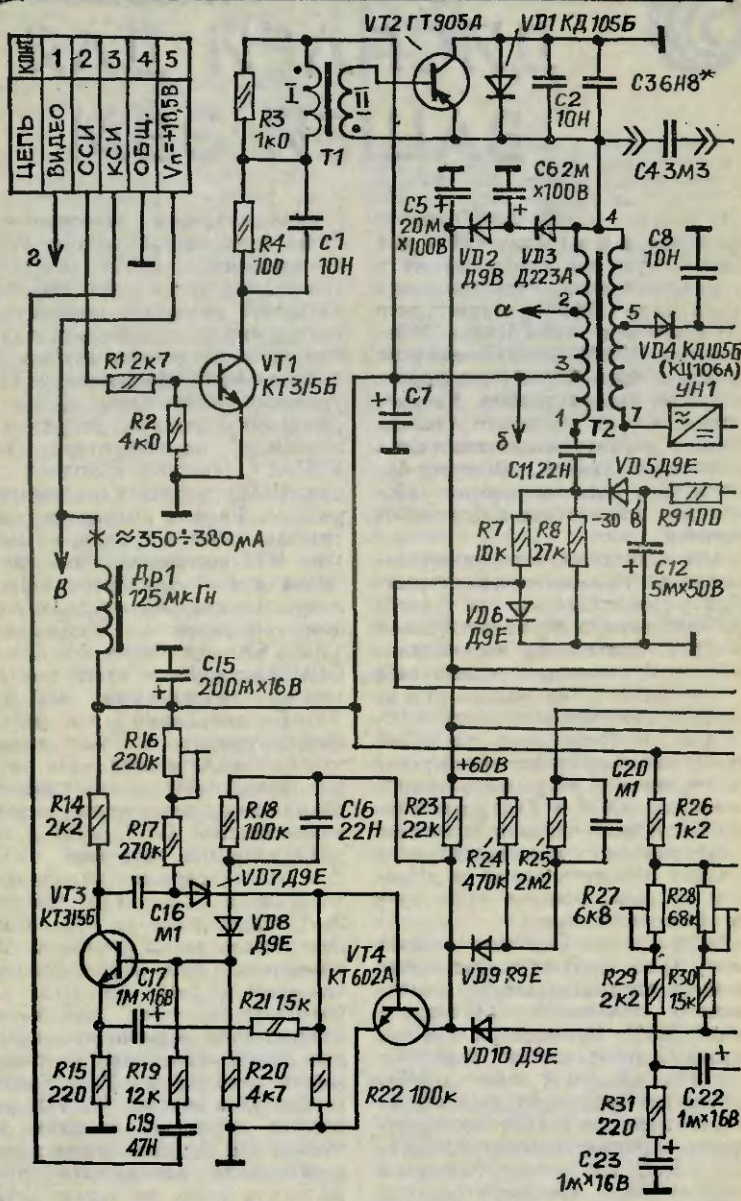 ЦЕПЬ КОНТ
ВИДЕО 1
ССИ 2
КСИ 3
ОБЩ. 4
Vп=+10,5В 5
г
VT2 ГТ905А
VD1 КД105Б
R3
1к0
I
II
Т1
C2
10Н
C3 6Н8*
C4 3М3
R4
100
C1
10Н
C5
20М
×100В
+
C6 2М
×100В
+
VD2
Д9В
VD3
Д223А
4
C8
10Н
а
2
5
VD4 КД105Б
(КЦ106А)
УН1
R1 2к7
VT1
КТ315Б
R2
4к0
3
+
C7
б
1
Т2
7
C11 22Н
VD5 Д9Е
≈350÷380мА
В
R7
10к
R8
27к
-30 В
R9 100
Др1
125мкГн
+
C12
5М×50В
VD6
Д9Е
C15
200М×16В
+
R16
220к
+60В
C20
М1
R14
2к2
R17
270к
R18
100к
C16
22Н
R23
22к
R24
470к
R25
2М2
R26
1к2
VD7 Д9Е
VT3
КТ315Б
C16
М1
VD8
Д9Е
VT4
КТ602А
R27
6к8
R28
68к
C17
1М×16В
+
R21 15к
VD9 Я9Е
R29
2к2
R30
15к
VD10 Д9Е
R15
220
R19
12к
R20
4к7
R22 100к
+
C22
1М×16В
C19
47Н
R31
220
+
C23
1М×16В